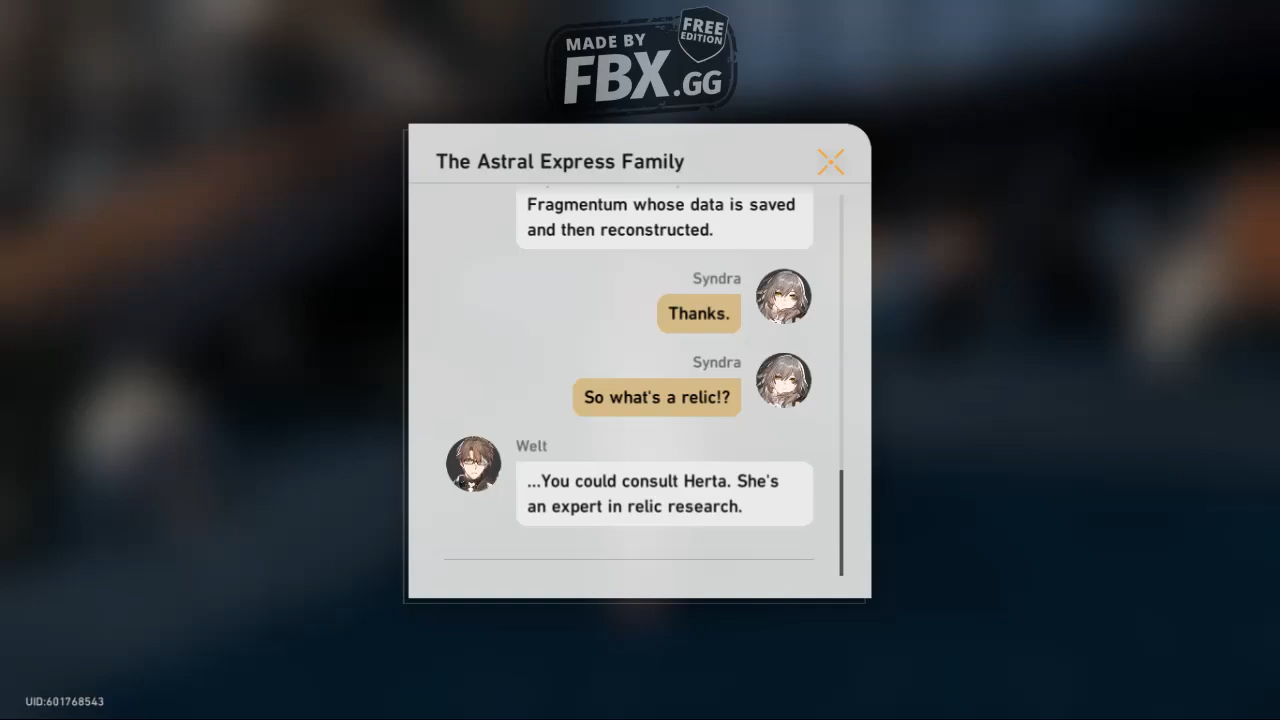 MADE BY
FREE
EDITION
FBX.GG
The Astral Express Family
Fragmentum whose data is saved
and then reconstructed.
Syndra
Thanks.
Syndra
So what's a relic!?
Welt
...You could consult Herta. She's
an expert in relic research.
UID:601768543